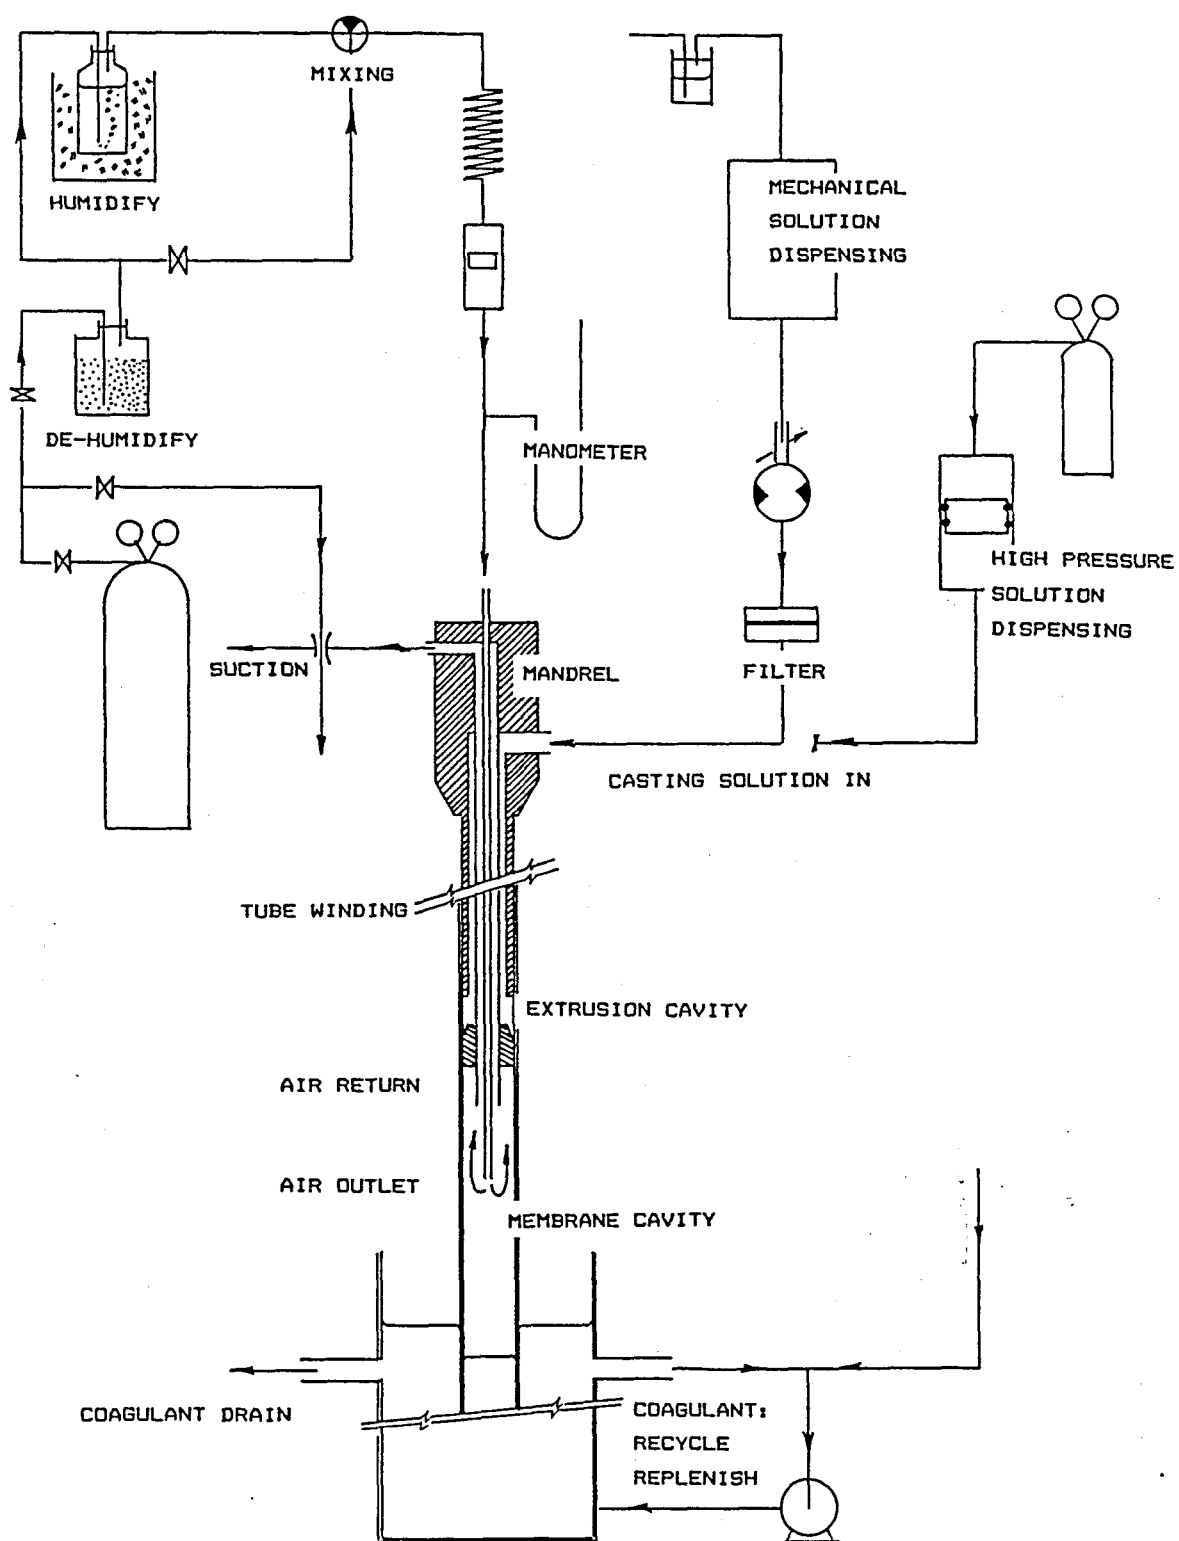 MIXING
HUMIDIFY
MECHANICAL
SOLUTION
DISPENSING
DE-HUMIDIFY
MANOMETER
HIGH PRESSURE
SOLUTION
DISPENSING
SUCTION
MANDREL
FILTER
CASTING SOLUTION IN
TUBE WINDING
EXTRUSION CAVITY
AIR RETURN
AIR OUTLET
MEMBRANE CAVITY
COAGULANT DRAIN
COAGULANT:
RECYCLE
REPLENISH